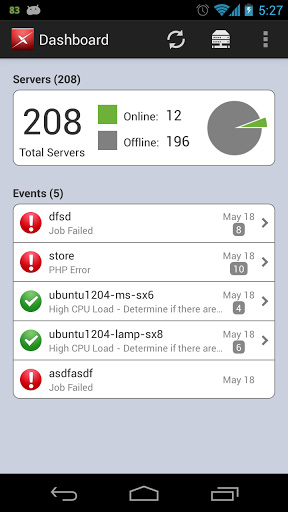 83
5:27
Dashboard
Servers (208)
208
Total Servers
Online: 12
Offline: 196
Events (5)
dfsd
May 18
Job Failed
8
store
May 18
PHP Error
10
ubuntu1204-ms-sx6
May 18
High CPU Load - Determine if there are...
4
ubuntu1204-lamp-sx8
May 18
High CPU Load - Determine if there are...
6
asdfasdf
May 18
Job Failed